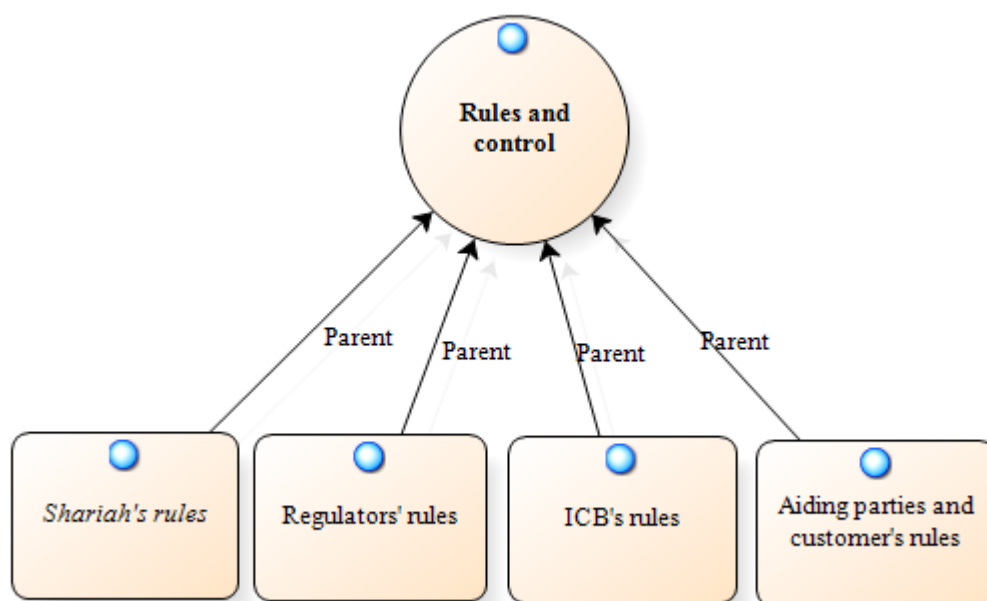 Rules and
control
Parent
Parent
Parent
Parent
Shariah's rules
Regulators' rules
ICB's rules
Aiding parties and
customer's rules